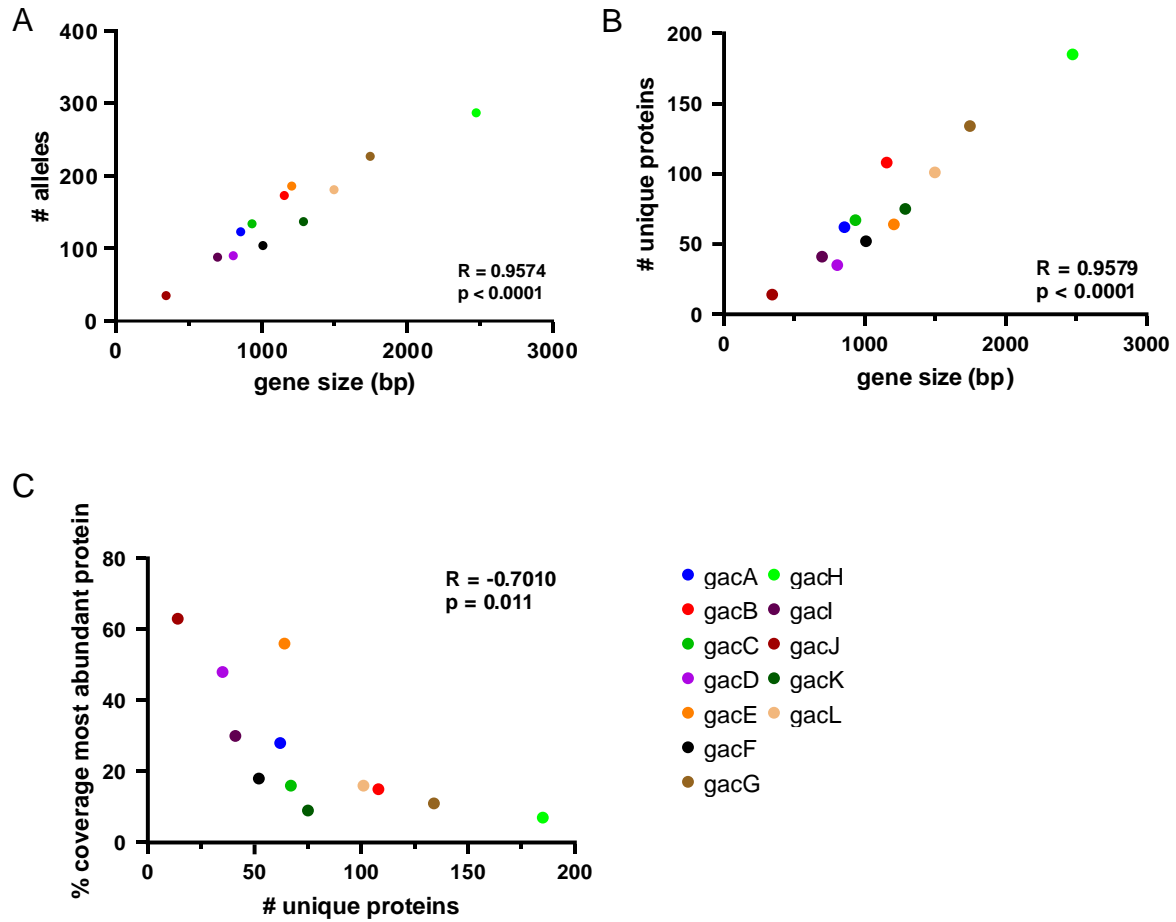 A
# alleles
400
300
200
100
0
0 1000 2000 3000
gene size (bp)
R = 0.9574
p < 0.0001
B
# unique proteins
200
150
100
50
0
0 1000 2000 3000
gene size (bp)
R = 0.9579
p < 0.0001
C
% coverage most abundant protein
80
60
40
20
0
0 50 100 150 200
# unique proteins
R = -0.7010
p = 0.011
gacA gacH
gacB gacI
gacC gacJ
gacD gacK
gacE gacL
gacF
gacG